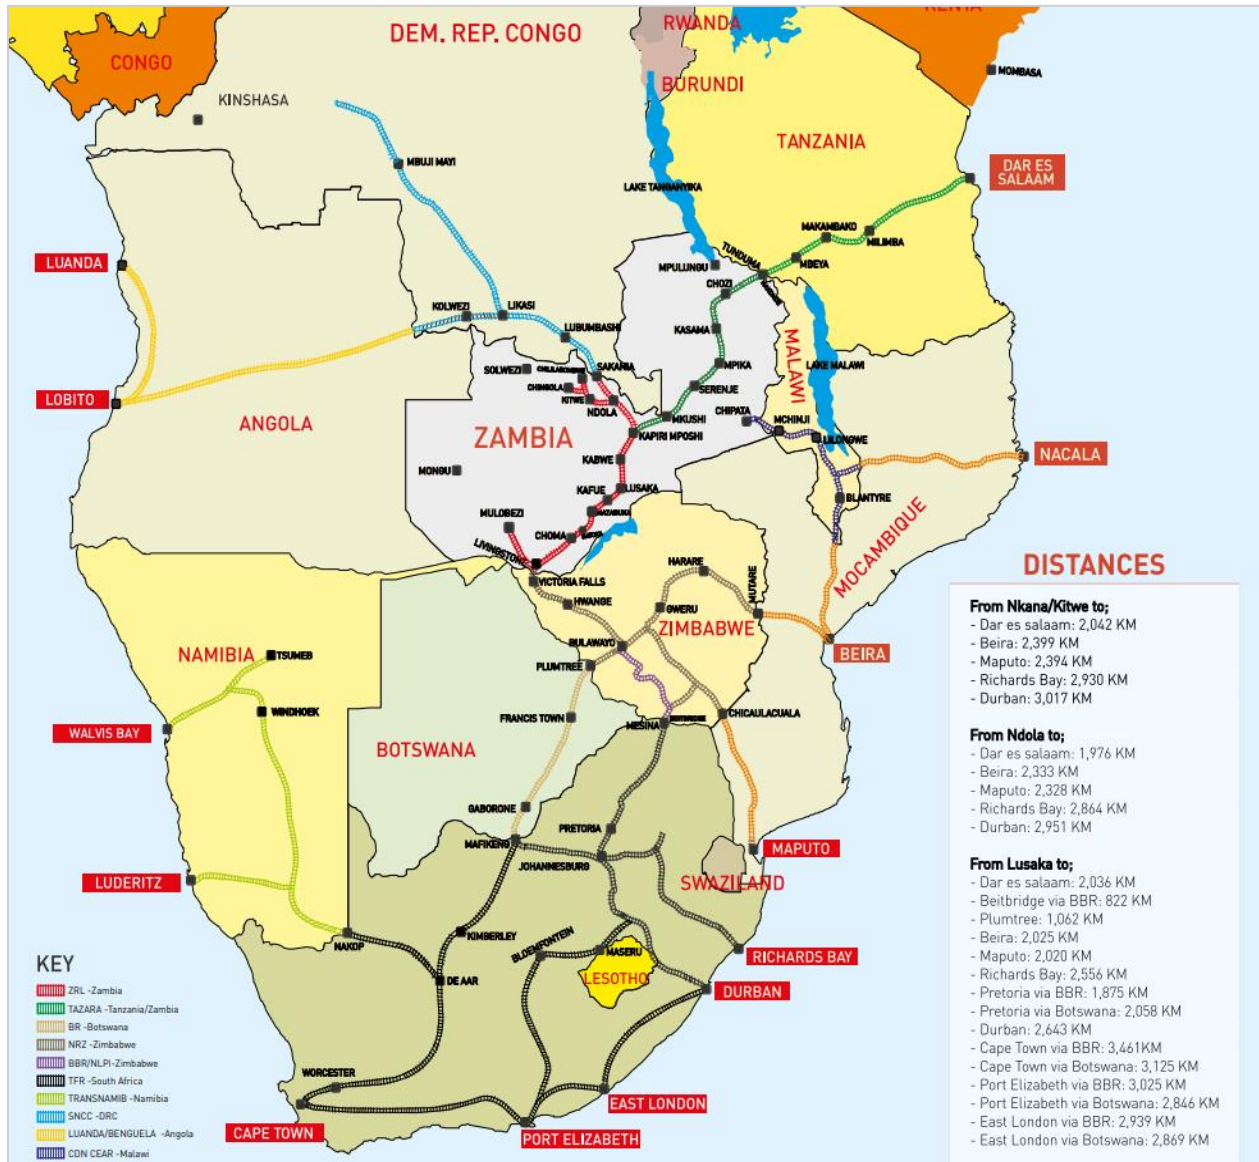 RWANDA
KENYA
DEM. REP. CONGO
CONGO
MOMBASA
BURUNDI
KINSHASA
TANZANIA
MBUJI MAYI
DAR ES
SALAAM
LAKE TANGANYIKA
MAKAMBAKO
MILIMBA
TUNDUMA
MBEYA
LUANDA
MPULUNGU
CHOZI
KOLWEZI
LIKASI
LUBUMBASHI
KASAMA
MALAWI
SOLWEZI
SAKANIA
MPIKA
LAKE MALAWI
CHINGOLA
SERENJE
LOBITO
KITWE
NDOLA
ANGOLA
MKUSHI
CHIPATA
MCHINJI
ZAMBIA
KAPIRI MPOSHI
LILONGWE
KABWE
NACALA
MONGU
LUSAKA
KAFUE
BLANTYRE
MAZABUKA
MULOBEZI
CHOMA
MOCAMBIQUE
LIVINGSTONE
HARARE
VICTORIA FALLS
MUTARE
HWANGE
GWERU
ZIMBABWE
BULAWAYO
BEIRA
NAMIBIA
TSUMEB
PLUMTREE
WINDHOEK
FRANCIS TOWN
MESINA
BEITBRIDGE
CHICAULACUALA
WALVIS BAY
BOTSWANA
GABORONE
PRETORIA
MAFIKENG
MAPUTO
JOHANNESBURG
LUDERITZ
SWAZILAND
NAKOP
KIMBERLEY
BLOEMFONTEIN
MASERU
RICHARDS BAY
DE AAR
LESOTHO
DURBAN
WORCESTER
EAST LONDON
CAPE TOWN
PORT ELIZABETH
KEY
ZRL -Zambia
TAZARA -Tanzania/Zambia
BR -Botswana
NRZ -Zimbabwe
BBR/NLPI-Zimbabwe
TFR -South Africa
TRANSNAMIB -Namibia
SNCC -DRC
LUANDA/BENGUELA -Angola
CDN CEAR -Malawi
DISTANCES
From Nkana/Kitwe to;
- Dar es salaam: 2,042 KM
- Beira: 2,399 KM
- Maputo: 2,394 KM
- Richards Bay: 2,930 KM
- Durban: 3,017 KM
From Ndola to;
- Dar es salaam: 1,976 KM
- Beira: 2,333 KM
- Maputo: 2,328 KM
- Richards Bay: 2,864 KM
- Durban: 2,951 KM
From Lusaka to;
- Dar es salaam: 2,036 KM
- Beitbridge via BBR: 822 KM
- Plumtree: 1,062 KM
- Beira: 2,025 KM
- Maputo: 2,020 KM
- Richards Bay: 2,556 KM
- Pretoria via BBR: 1,875 KM
- Pretoria via Botswana: 2,058 KM
- Durban: 2,643 KM
- Cape Town via BBR: 3,461KM
- Cape Town via Botswana: 3,125 KM
- Port Elizabeth via BBR: 3,025 KM
- Port Elizabeth via Botswana: 2,846 KM
- East London via BBR: 2,939 KM
- East London via Botswana: 2,869 KM